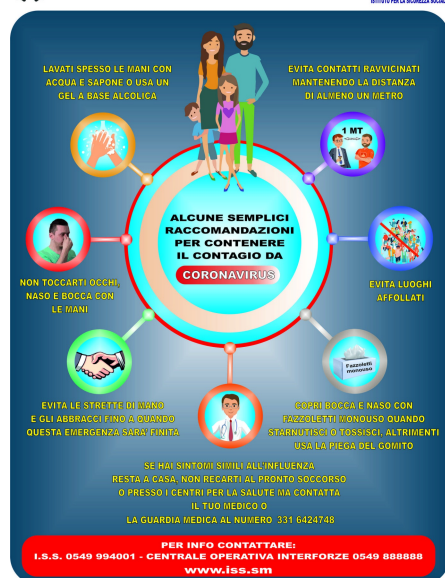 ISTITUTO PER LA SICUREZZA SOCIALE
LAVATI SPESSO LE MANI CON
ACQUA E SAPONE O USA UN
GEL A BASE ALCOLICA
EVITA CONTATTI RAVVICINATI
MANTENENDO LA DISTANZA
DI ALMENO UN METRO
1 MT
ALCUNE SEMPLICI
RACCOMANDAZIONI
PER CONTENERE
IL CONTAGIO DA
CORONAVIRUS
NON TOCCARTI OCCHI,
NASO E BOCCA CON
LE MANI
EVITA LUOGHI
AFFOLLATI
Fazzoletti
monouso
EVITA LE STRETTE DI MANO
E GLI ABBRACCI FINO A QUANDO
QUESTA EMERGENZA SARA' FINITA
COPRI BOCCA E NASO CON
FAZZOLETTI MONOUSO QUANDO
STARNUTISCI O TOSSISCI, ALTRIMENTI
USA LA PIEGA DEL GOMITO
SE HAI SINTOMI SIMILI ALL'INFLUENZA
RESTA A CASA, NON RECARTI AL PRONTO SOCCORSO
O PRESSO I CENTRI PER LA SALUTE MA CONTATTA
IL TUO MEDICO O
LA GUARDIA MEDICA AL NUMERO 331 6424748
PER INFO CONTATTARE:
I.S.S. 0549 994001 - CENTRALE OPERATIVA INTERFORZE 0549 888888
www.iss.sm